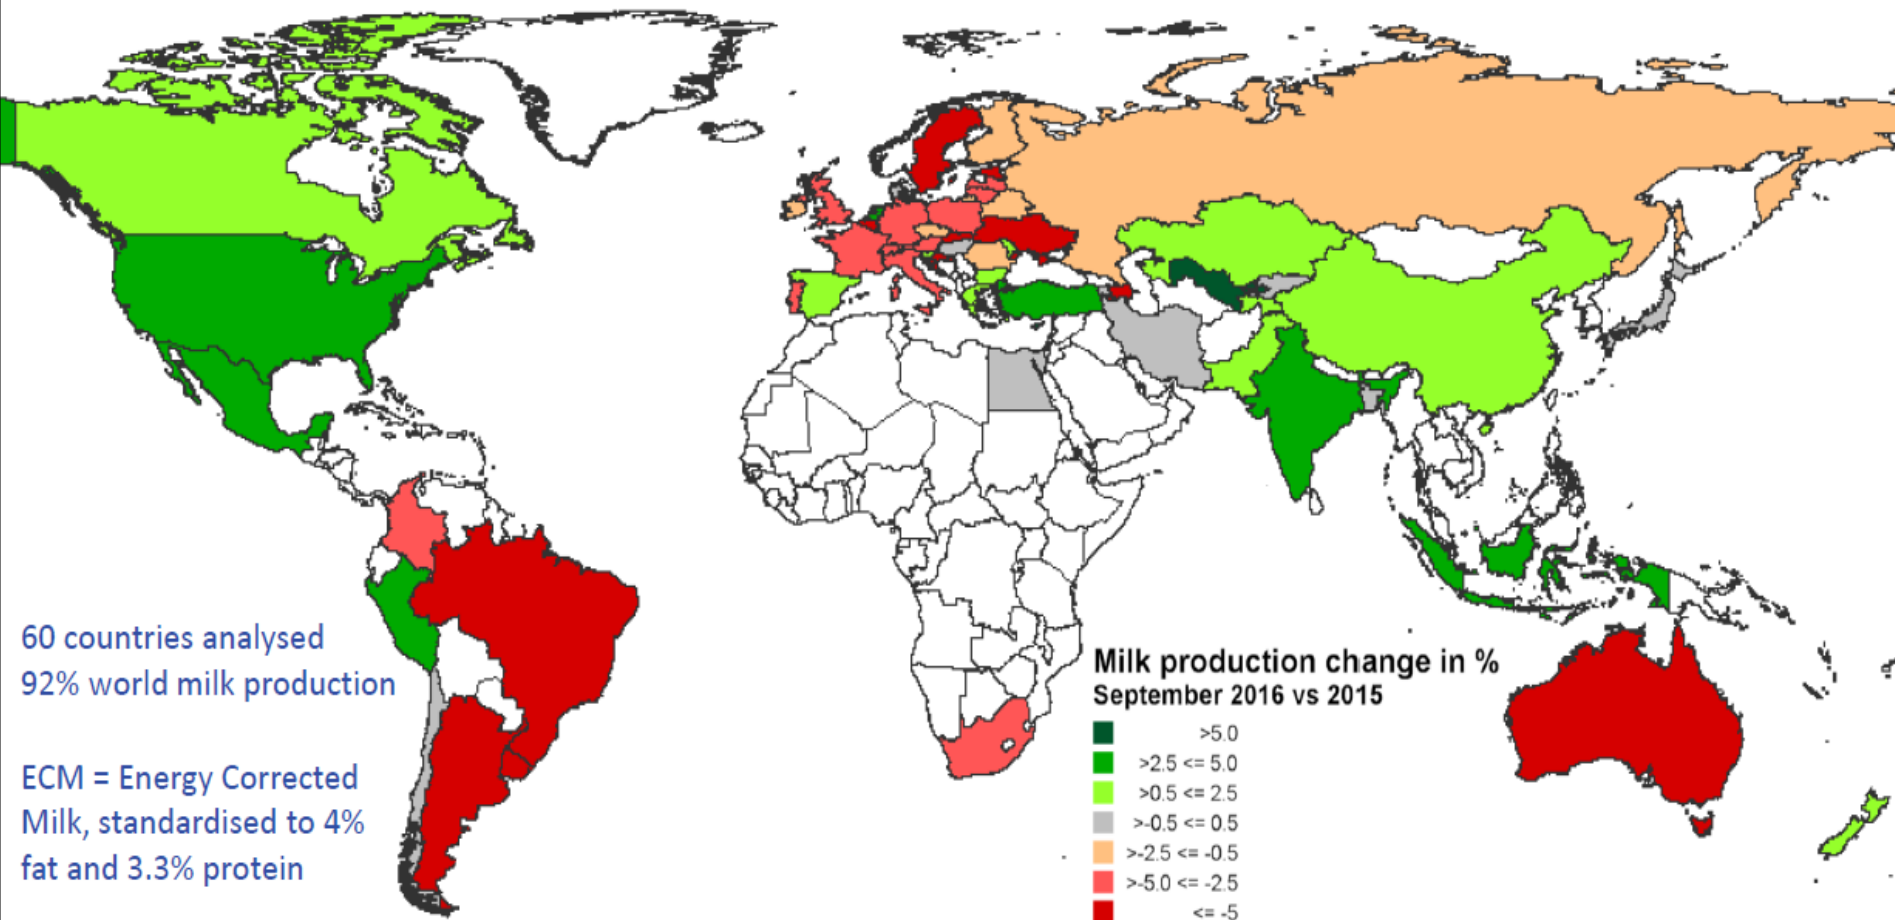 60 countries analysed
92% world milk production
ECM = Energy Corrected
Milk, standardised to 4%
fat and 3.3% protein
Milk production change in %
September 2016 vs 2015
>5.0
>2.5 <= 5.0
>0.5 <= 2.5
>-0.5 <= 0.5
>-2.5 <= -0.5
>-5.0 <= -2.5
<= -5